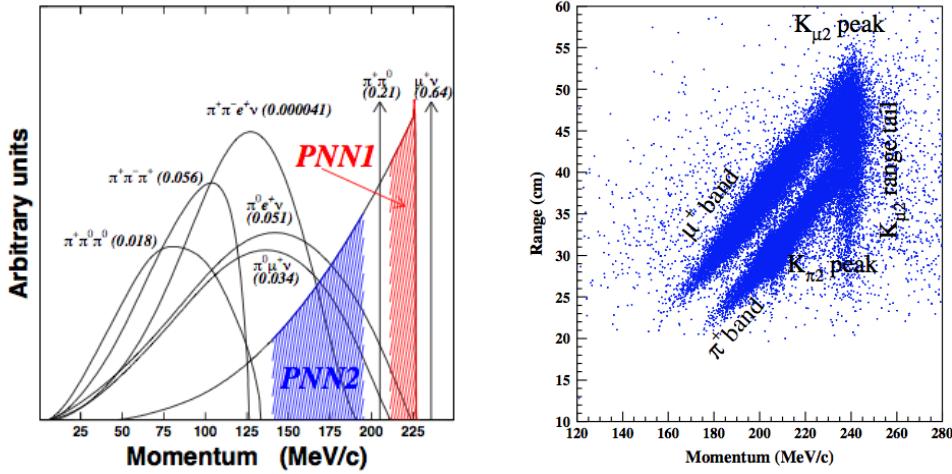 Arbitrary units
π⁺π⁰
(0.21)
μ⁺ν
(0.64)
π⁺π⁻e⁺ν (0.000041)
PNN1
π⁺π⁻π⁺ (0.056)
π⁰e⁺ν
(0.051)
π⁺π⁰π⁰ (0.018)
π⁰μ⁺ν
(0.034)
PNN2
25 50 75 100 125 150 175 200 225
Momentum (MeV/c)
Range (cm)
60
55
50
45
40
35
30
25
20
15
10
K_μ2 peak
μ⁺band
K_μ2 range tail
K_π2 peak
π⁺band
120 140 160 180 200 220 240 260 280
Momentum (MeV/c)